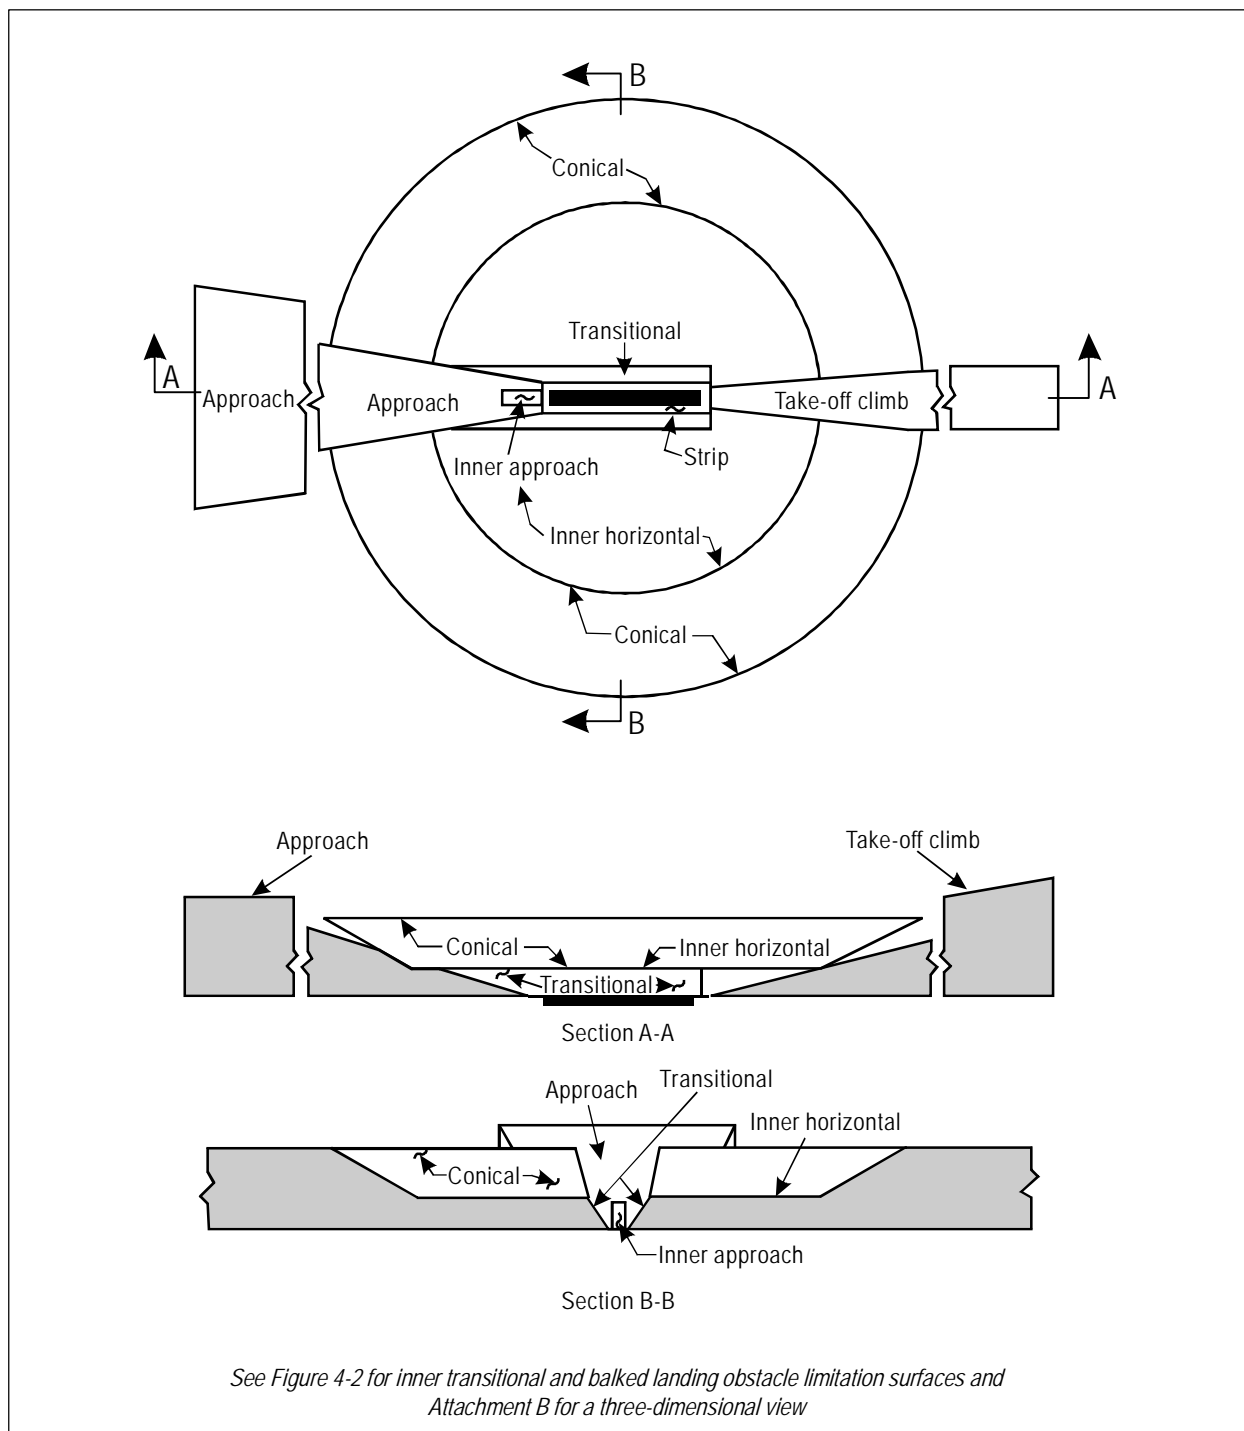 B
Conical
Transitional
A
Approach
Approach
Take-off climb
A
Inner approach
Strip
Inner horizontal
Conical
B
Approach
Take-off climb
Conical
Inner horizontal
Transitional
Section A-A
Approach
Transitional
Inner horizontal
Conical
Inner approach
Section B-B
See Figure 4-2 for inner transitional and balked landing obstacle limitation surfaces and
Attachment B for a three-dimensional view